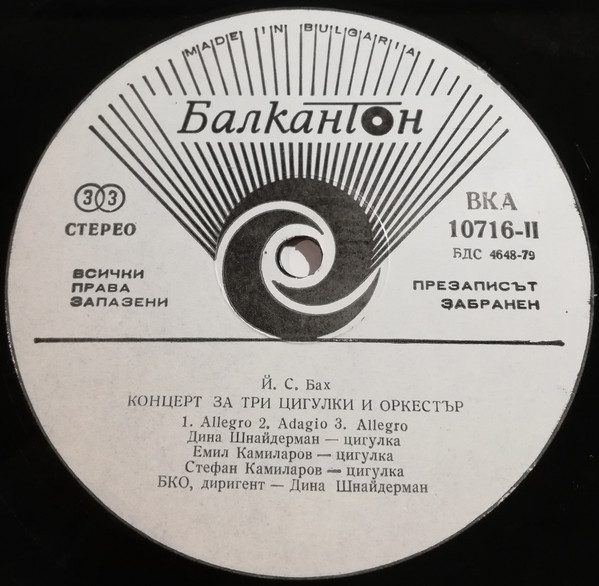 MADE IN BULGARIA
Балкантон
33
СТЕРЕО
ВКА
10716-II
БДС 4648-79
ВСИЧКИ
ПРАВА
ЗАПАЗЕНИ
ПРЕЗАПИСЪТ
ЗАБРАНЕН
Й. С. Бах
КОНЦЕРТ ЗА ТРИ ЦИГУЛКИ И ОРКЕСТЪР
1. Allegro 2. Adagio 3. Allegro
Дина Шнайдерман — цигулка
Емил Камиларов — цигулка
Стефан Камиларов — цигулка
БКО, диригент — Дина Шнайдерман